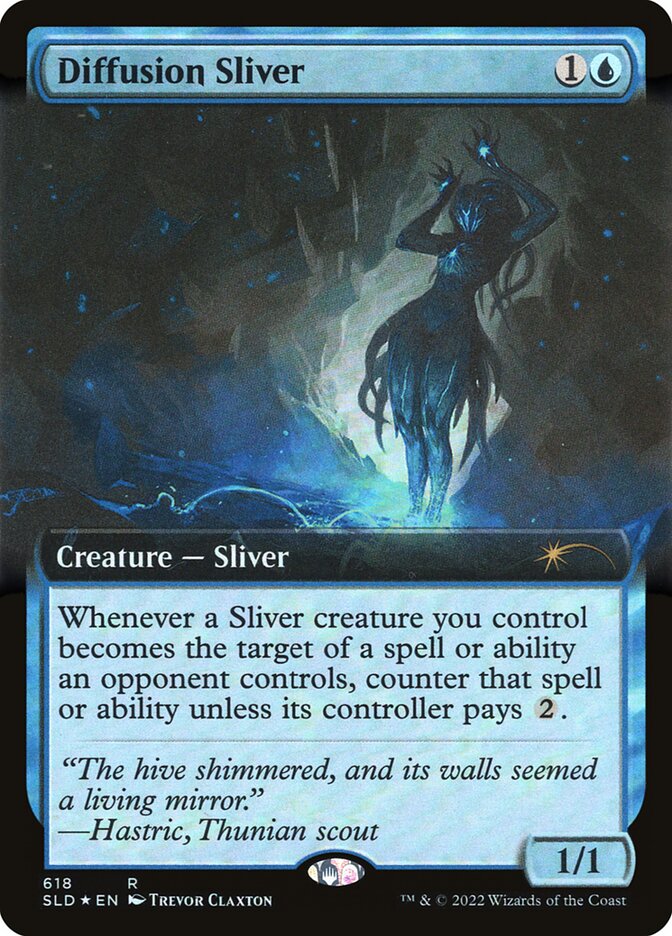 Diffusion Sliver 1
Creature — Sliver
Whenever a Sliver creature you control
becomes the target of a spell or ability
an opponent controls, counter that spell
or ability unless its controller pays 2.
“The hive shimmered, and its walls seemed
a living mirror.”
—Hastric, Thunian scout
1/1
618 R
SLD ★ EN Trevor Claxton
™ & © 2022 Wizards of the Coast